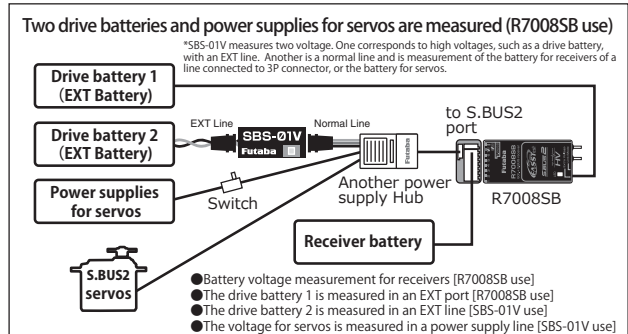 Two drive batteries and power supplies for servos are measured (R7008SB use)
*SBS-01V measures two voltage. One corresponds to high voltages, such as a drive battery,
with an EXT line. Another is a normal line and is measurement of the battery for receivers of a
line connected to 3P connector, or the battery for servos.
Drive battery 1
(EXT Battery)
to S.BUS2
port
EXT Line
Normal Line
Drive battery 2
(EXT Battery)
SBS-01V
Futaba
Futaba
R7008SB
Futaba
S.BUS2
HV
R7008SB
Power supplies
for servos
Switch
Another power
supply Hub
Receiver battery
S.BUS2
servos
●Battery voltage measurement for receivers [R7008SB use]
●The drive battery 1 is measured in an EXT port [R7008SB use]
●The drive battery 2 is measured in an EXT line [SBS-01V use]
●The voltage for servos is measured in a power supply line [SBS-01V use]